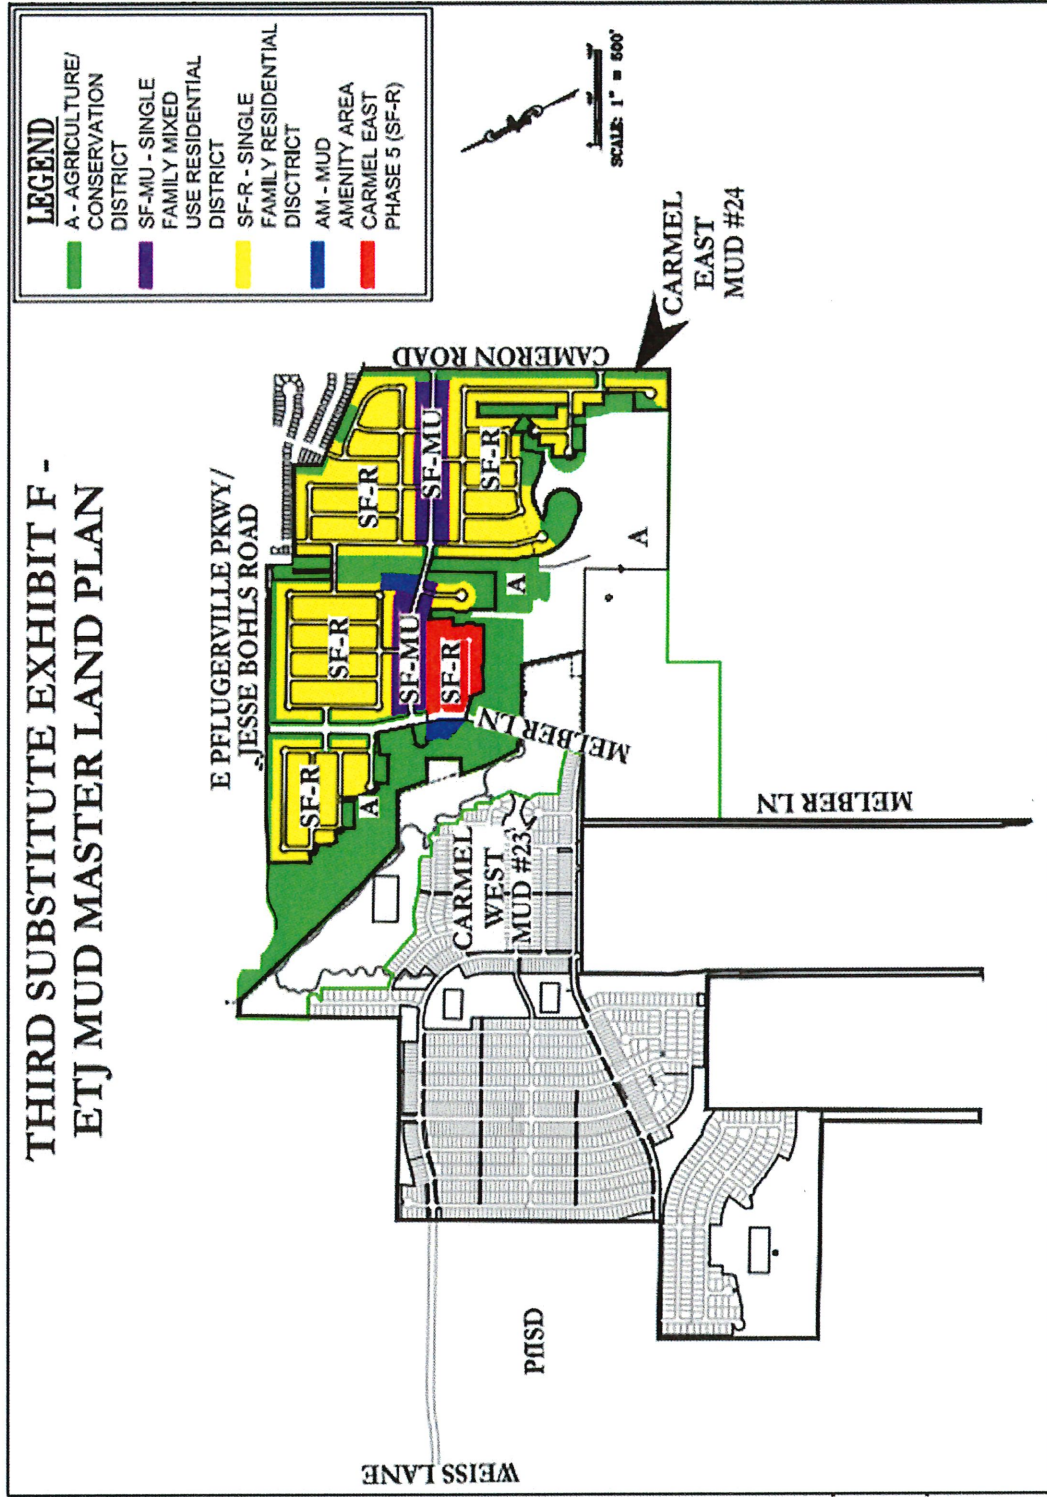 THIRD SUBSTITUTE EXHIBIT F -
ETJ MUD MASTER LAND PLAN
LEGEND
A - AGRICULTURE/
CONSERVATION
DISTRICT
SF-MU - SINGLE
FAMILY MIXED
USE RESIDENTIAL
DISTRICT
SF-R - SINGLE
FAMILY RESIDENTIAL
DISCTRICT
AM - MUD
AMENITY AREA
CARMEL EAST
PHASE 5 (SF-R)
SCALE: 1" = 500'
E PFLUGERVILLE PKWY/
JESSE BOHLS ROAD
CAMERON ROAD
CARMEL
EAST
MUD #24
SF-R
SF-R
SF-R
SF-MU
SF-MU
SF-R
SF-R
A
A
A
MELBER LN
MELBER LN
CARMEL
WEST
MUD #23
PfISD
WEISS LANE